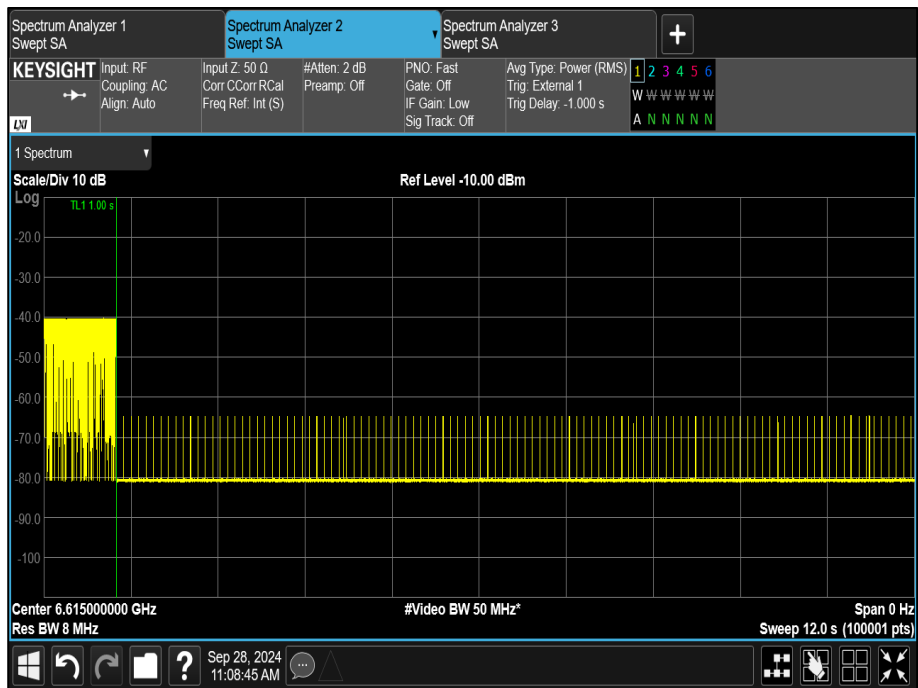 Spectrum Analyzer 1
Swept SA
Spectrum Analyzer 2
Swept SA
Spectrum Analyzer 3
Swept SA
KEYSIGHT
LXI
Input: RF
Coupling: AC
Align: Auto
Input Z: 50 Ω
Corr CCorr RCal
Freq Ref: Int (S)
#Atten: 2 dB
Preamp: Off
PNO: Fast
Gate: Off
IF Gain: Low
Sig Track: Off
Avg Type: Power (RMS)
Trig: External 1
Trig Delay: -1.000 s
1 2 3 4 5 6
W W W W W W
A N N N N N
1 Spectrum
Scale/Div 10 dB
Ref Level -10.00 dBm
Log
TL1 1.00 s
-20.0
-30.0
-40.0
-40.0
-50.0
-60.0
-70.0
-80.0
-90.0
-100
Center 6.615000000 GHz
#Video BW 50 MHz*
Span 0 Hz
Res BW 8 MHz
Sweep 12.0 s (100001 pts)
?
Sep 28, 2024
11:08:45 AM